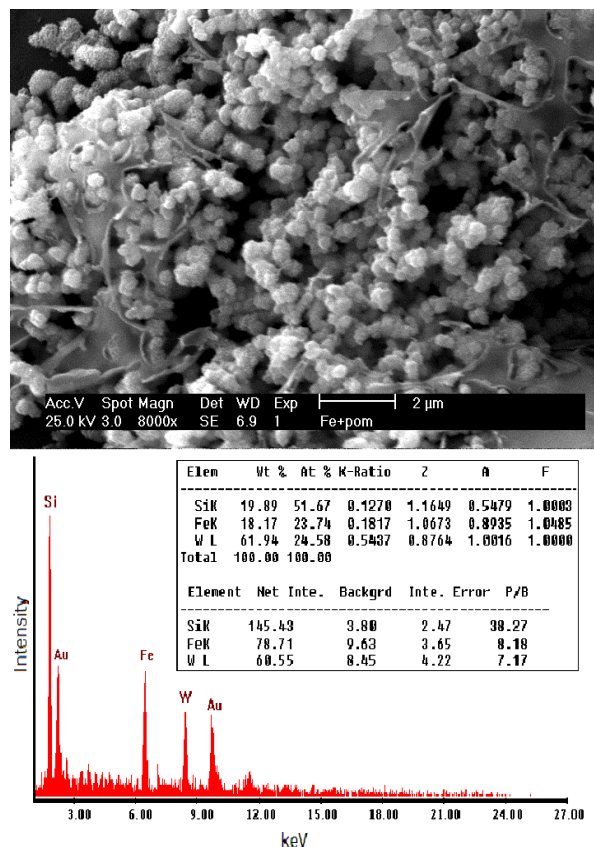 Acc.V Spot Magn Det WD Exp 2 µm
25.0 kV 3.0 8000x SE 6.9 1 Fe+pom
Elem Wt % At % K-Ratio Z A F
SiK 19.89 51.67 0.1270 1.1649 0.5479 1.0003
FeK 18.17 23.74 0.1817 1.0673 0.8935 1.0485
W L 61.94 24.58 0.5437 0.8764 1.0016 1.0000
Total 100.00 100.00
Element Net Inte. Backgrd Inte. Error P/B
SiK 145.43 3.80 2.47 38.27
FeK 78.71 9.63 3.65 8.18
W L 60.55 8.45 4.22 7.17
Si
Au
Fe
W
Au
Intensity
3.00 6.00 9.00 12.00 15.00 18.00 21.00 24.00 27.00
keV